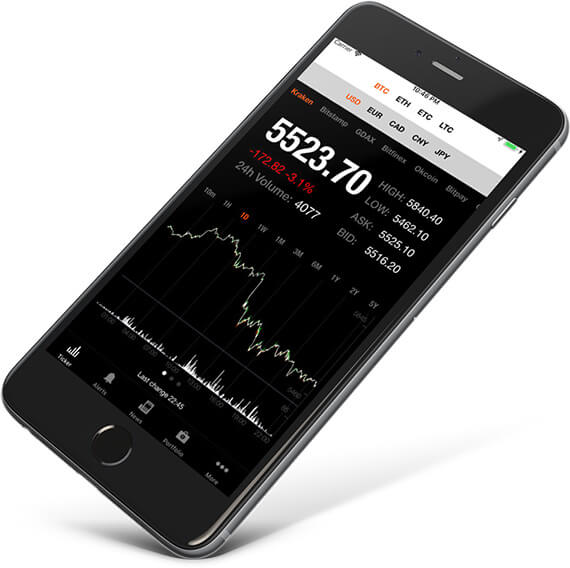 Carrier 10:46 PM
BTC ETH ETC LTC
USD EUR CAD CNY JPY
Kraken Bitstamp GDAX Bitfinex Okcoin Bitpay
5523.70
-172.82 -3.1%
24h Volume: 4077
HIGH: 5840.40
LOW: 5462.10
ASK: 5525.10
BID: 5516.20
10m 1H 1D 1W 1M 3M 6M 1Y 2Y 5Y
5460
Last change 22:45
Ticker Alerts News Portfolio More